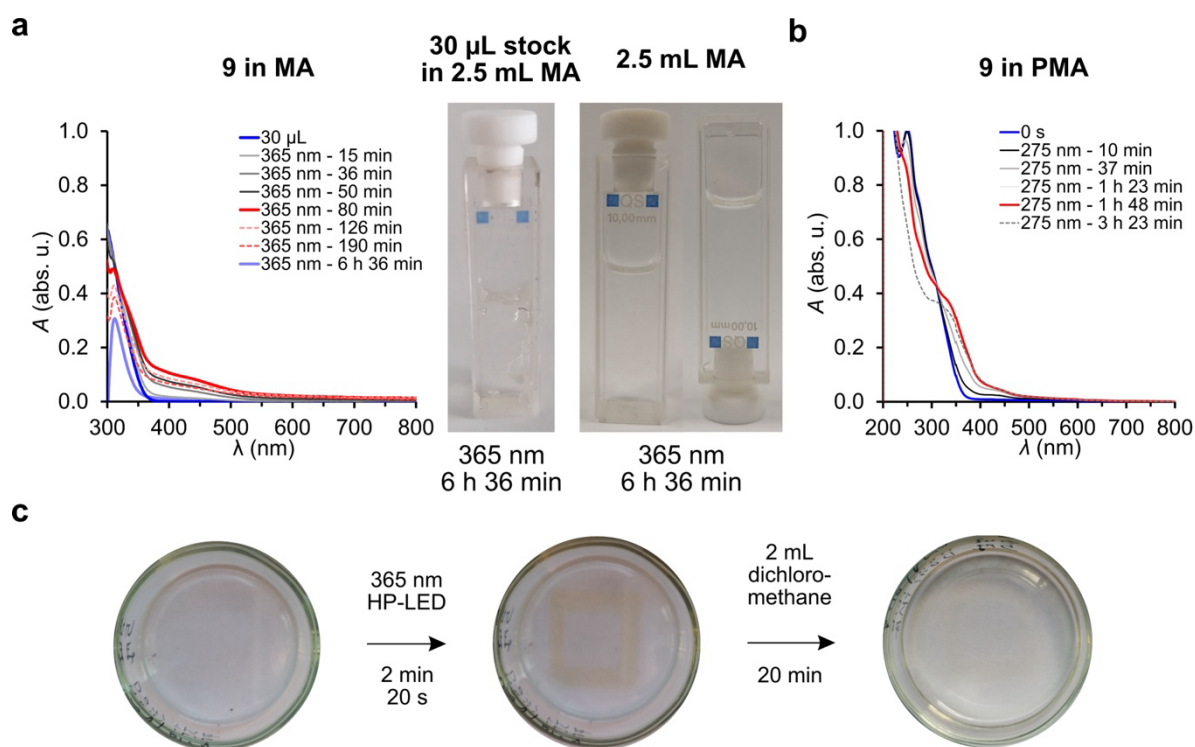 a
9 in MA
30 µL
365 nm - 15 min
365 nm - 36 min
365 nm - 50 min
365 nm - 80 min
365 nm - 126 min
365 nm - 190 min
365 nm - 6 h 36 min
1.0
0.8
0.6
0.4
0.2
0.0
A (abs. u.)
300 400 500 600 700 800
λ (nm)
30 µL stock
in 2.5 mL MA
365 nm
6 h 36 min
2.5 mL MA
QS
10,00mm
10,00mm
QS
365 nm
6 h 36 min
b
9 in PMA
0 s
275 nm - 10 min
275 nm - 37 min
275 nm - 1 h 23 min
275 nm - 1 h 48 min
275 nm - 3 h 23 min
1.0
0.8
0.6
0.4
0.2
0.0
A (abs. u.)
200 300 400 500 600 700 800
λ (nm)
c
365 nm
HP-LED
2 min
20 s
2 mL
dichloro-
methane
20 min